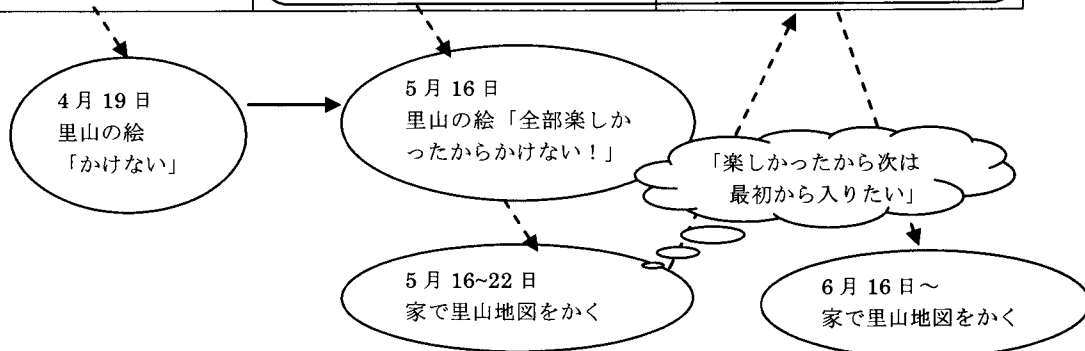 4月19日
里山の絵
「かけない」
5月16日
里山の絵「全部楽しか
ったからかけない！」
「楽しかったから次は
最初から入りたい」
5月16~22日
家で里山地図をかく
6月16日～
家で里山地図をかく